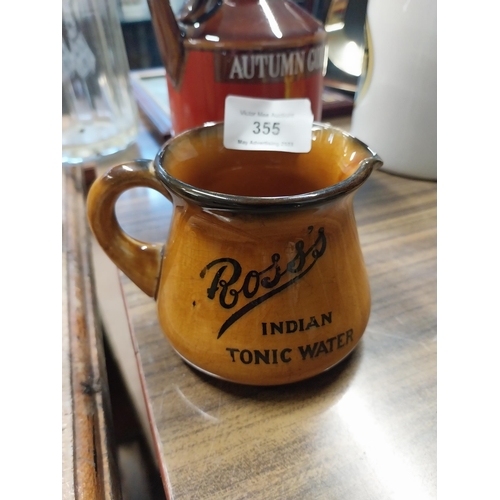 AUTUMN
355
Ross's
INDIAN
TONIC WATER